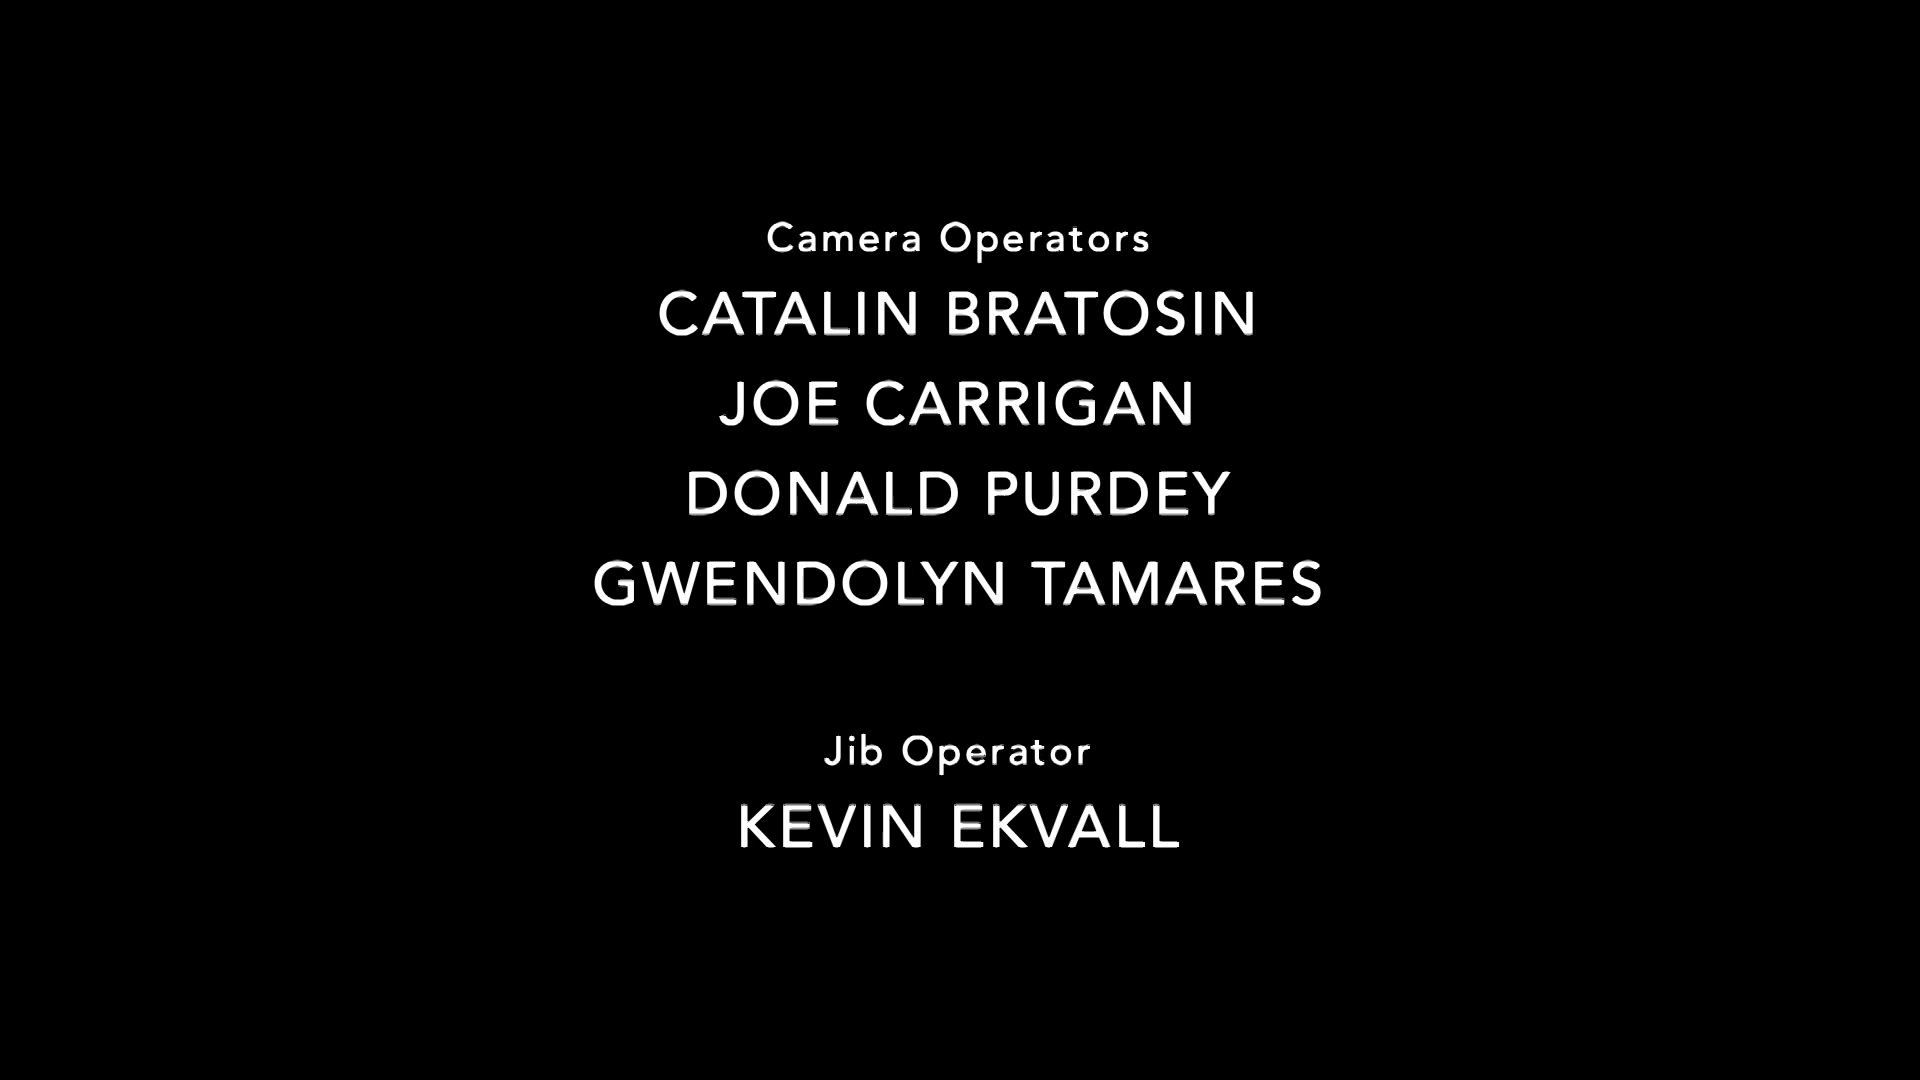 Camera Operators
CATALIN BRATOSIN
JOE CARRIGAN
DONALD PURDEY
GWENDOLYN TAMARES
Jib Operator
KEVIN EKVALL